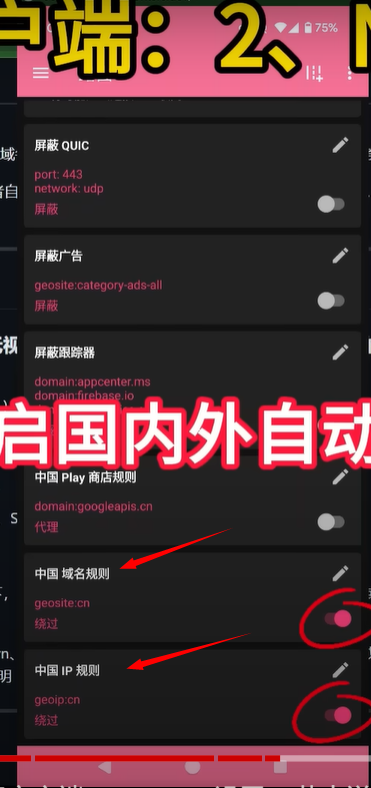 户端：2、
75%
屏蔽 QUIC
port: 443
network: udp
屏蔽
屏蔽广告
geosite:category-ads-all
屏蔽
屏蔽跟踪器
domain:appcenter.ms
domain:firebase.io
启国内外自动
中国 Play 商店规则
domain:googleapis.cn
代理
中国 域名规则
geosite:cn
绕过
中国 IP 规则
geoip:cn
绕过